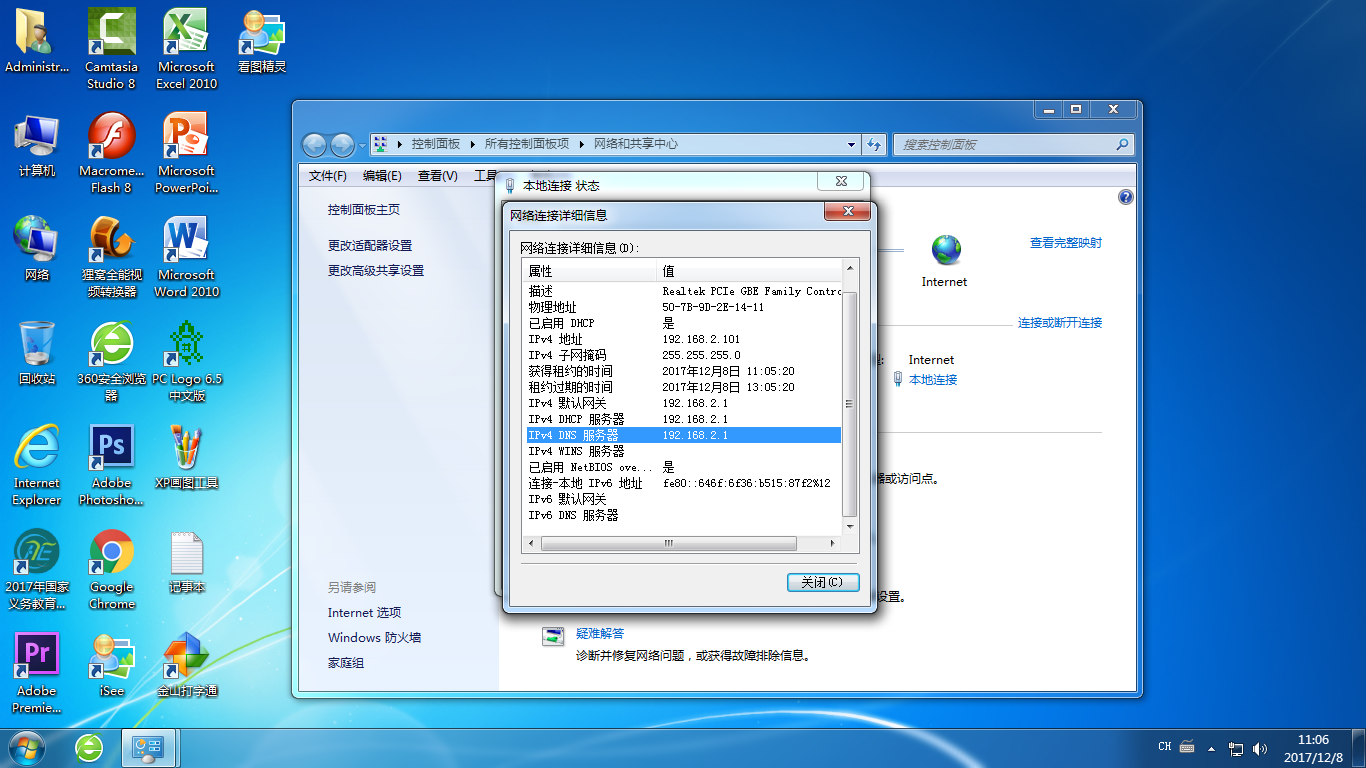 Administr...
Camtasia
Studio 8
Microsoft
Excel 2010
看图精灵
计算机
Macrome...
Flash 8
Microsoft
PowerPoi...
网络
狸窝全能视
频转换器
Microsoft
Word 2010
回收站
360安全浏览
器
PC Logo 6.5
中文版
Internet
Explorer
Adobe
Photosho...
XP画图工具
2017年国家
义务教育...
Google
Chrome
记事本
Adobe
Premie...
iSee
金山打字通
控制面板
所有控制面板项
网络和共享中心
搜索控制面板
文件(F) 编辑(E) 查看(V) 工具
控制面板主页
更改适配器设置
更改高级共享设置
另请参阅
Internet 选项
Windows 防火墙
家庭组
查看完整映射
Internet
连接或断开连接
Internet
本地连接
或访问点。
设置。
疑难解答
诊断并修复网络问题，或获得故障排除信息。
本地连接 状态
网络连接详细信息
网络连接详细信息(D):
属性 值
描述 Realtek PCIe GBE Family Contro
物理地址 50-7B-9D-2E-14-11
已启用 DHCP 是
IPv4 地址 192.168.2.101
IPv4 子网掩码 255.255.255.0
获得租约的时间 2017年12月8日 11:05:20
租约过期的时间 2017年12月8日 13:05:20
IPv4 默认网关 192.168.2.1
IPv4 DHCP 服务器 192.168.2.1
IPv4 DNS 服务器 192.168.2.1
IPv4 WINS 服务器
已启用 NetBIOS ove... 是
连接-本地 IPv6 地址 fe80::646f:6f36:b515:87f2%12
IPv6 默认网关
IPv6 DNS 服务器
关闭(C)
CH
11:06
2017/12/8